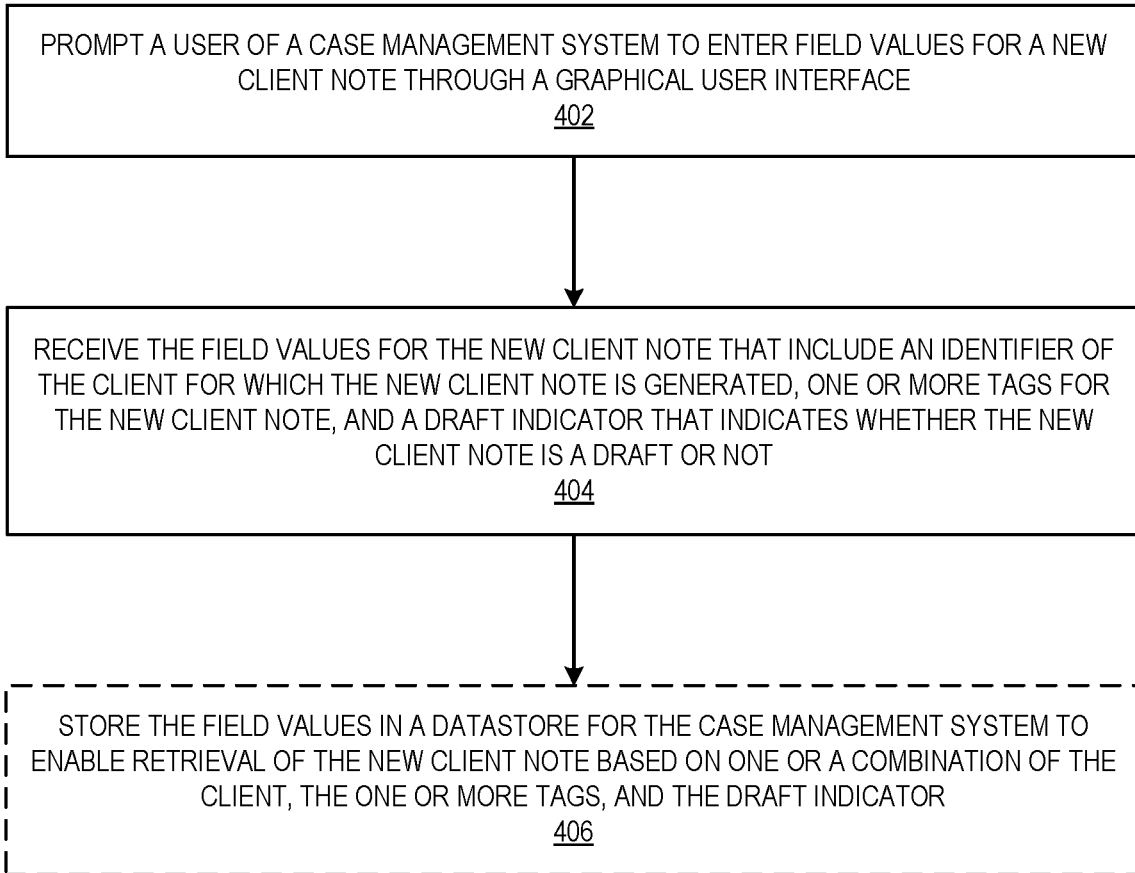 PROMPT A USER OF A CASE MANAGEMENT SYSTEM TO ENTER FIELD VALUES FOR A NEW
CLIENT NOTE THROUGH A GRAPHICAL USER INTERFACE
402
RECEIVE THE FIELD VALUES FOR THE NEW CLIENT NOTE THAT INCLUDE AN IDENTIFIER OF
THE CLIENT FOR WHICH THE NEW CLIENT NOTE IS GENERATED, ONE OR MORE TAGS FOR
THE NEW CLIENT NOTE, AND A DRAFT INDICATOR THAT INDICATES WHETHER THE NEW
CLIENT NOTE IS A DRAFT OR NOT
404
STORE THE FIELD VALUES IN A DATASTORE FOR THE CASE MANAGEMENT SYSTEM TO
ENABLE RETRIEVAL OF THE NEW CLIENT NOTE BASED ON ONE OR A COMBINATION OF THE
CLIENT, THE ONE OR MORE TAGS, AND THE DRAFT INDICATOR
406